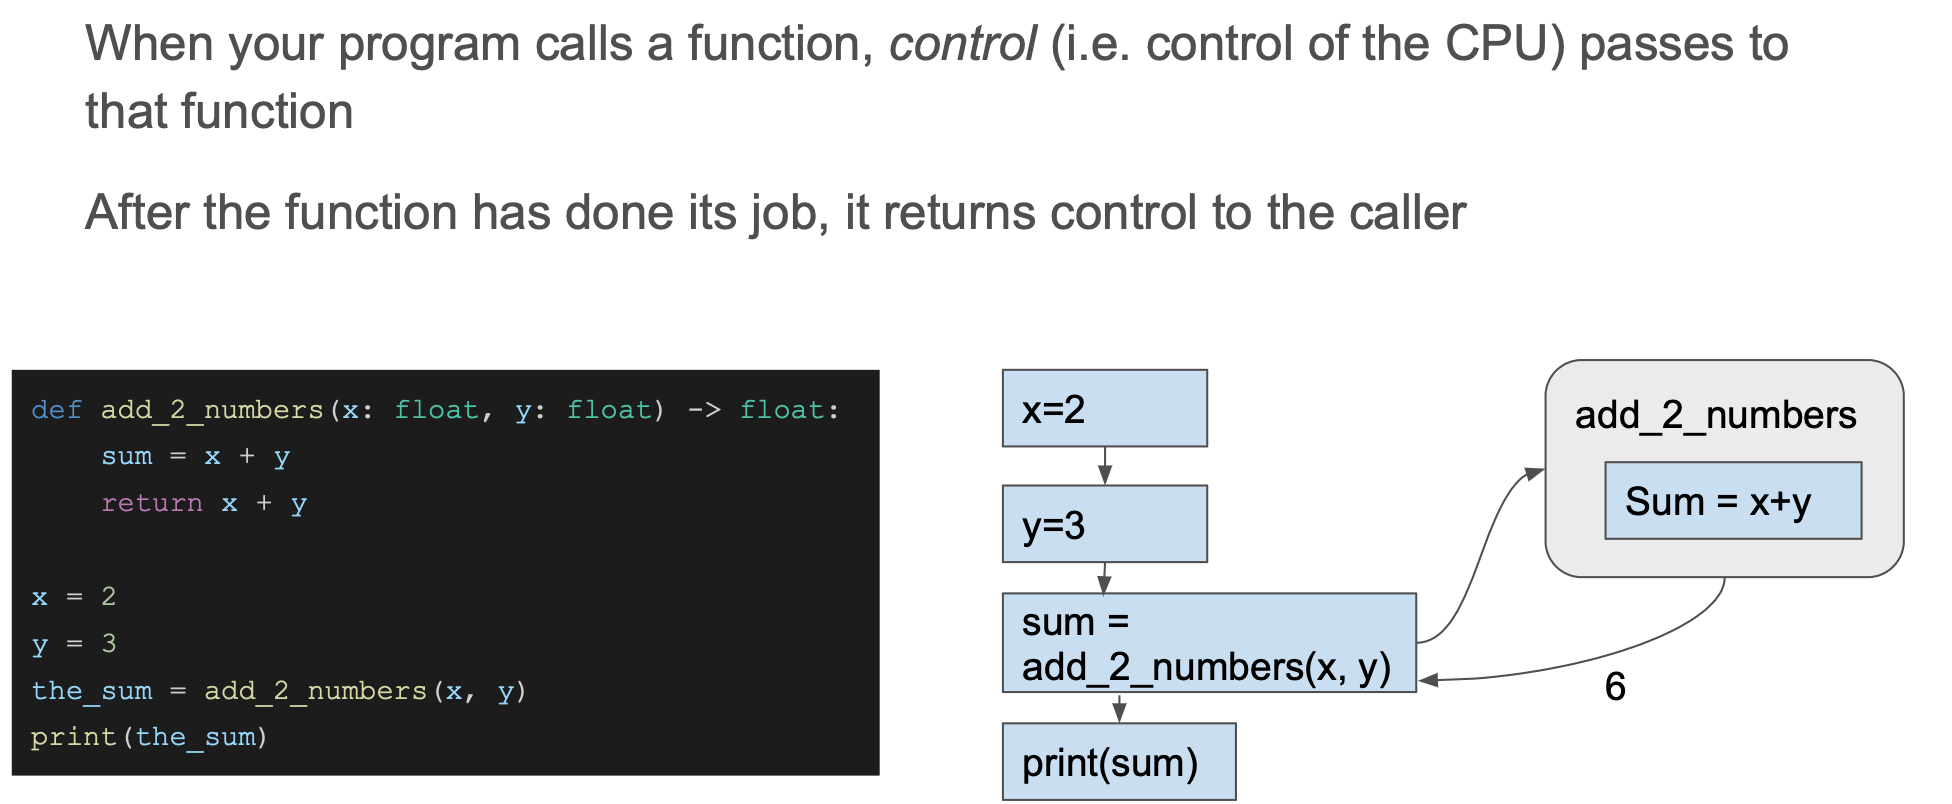 When your program calls a function, control (i.e. control of the CPU) passes to
that function
After the function has done its job, it returns control to the caller
def add_2_numbers(x: float, y: float) -> float:
    sum = x + y
    return x + y
x = 2
y = 3
the_sum = add_2_numbers(x, y)
print(the_sum)
x=2
y=3
sum =
add_2_numbers(x, y)
print(sum)
add_2_numbers
Sum = x+y
6